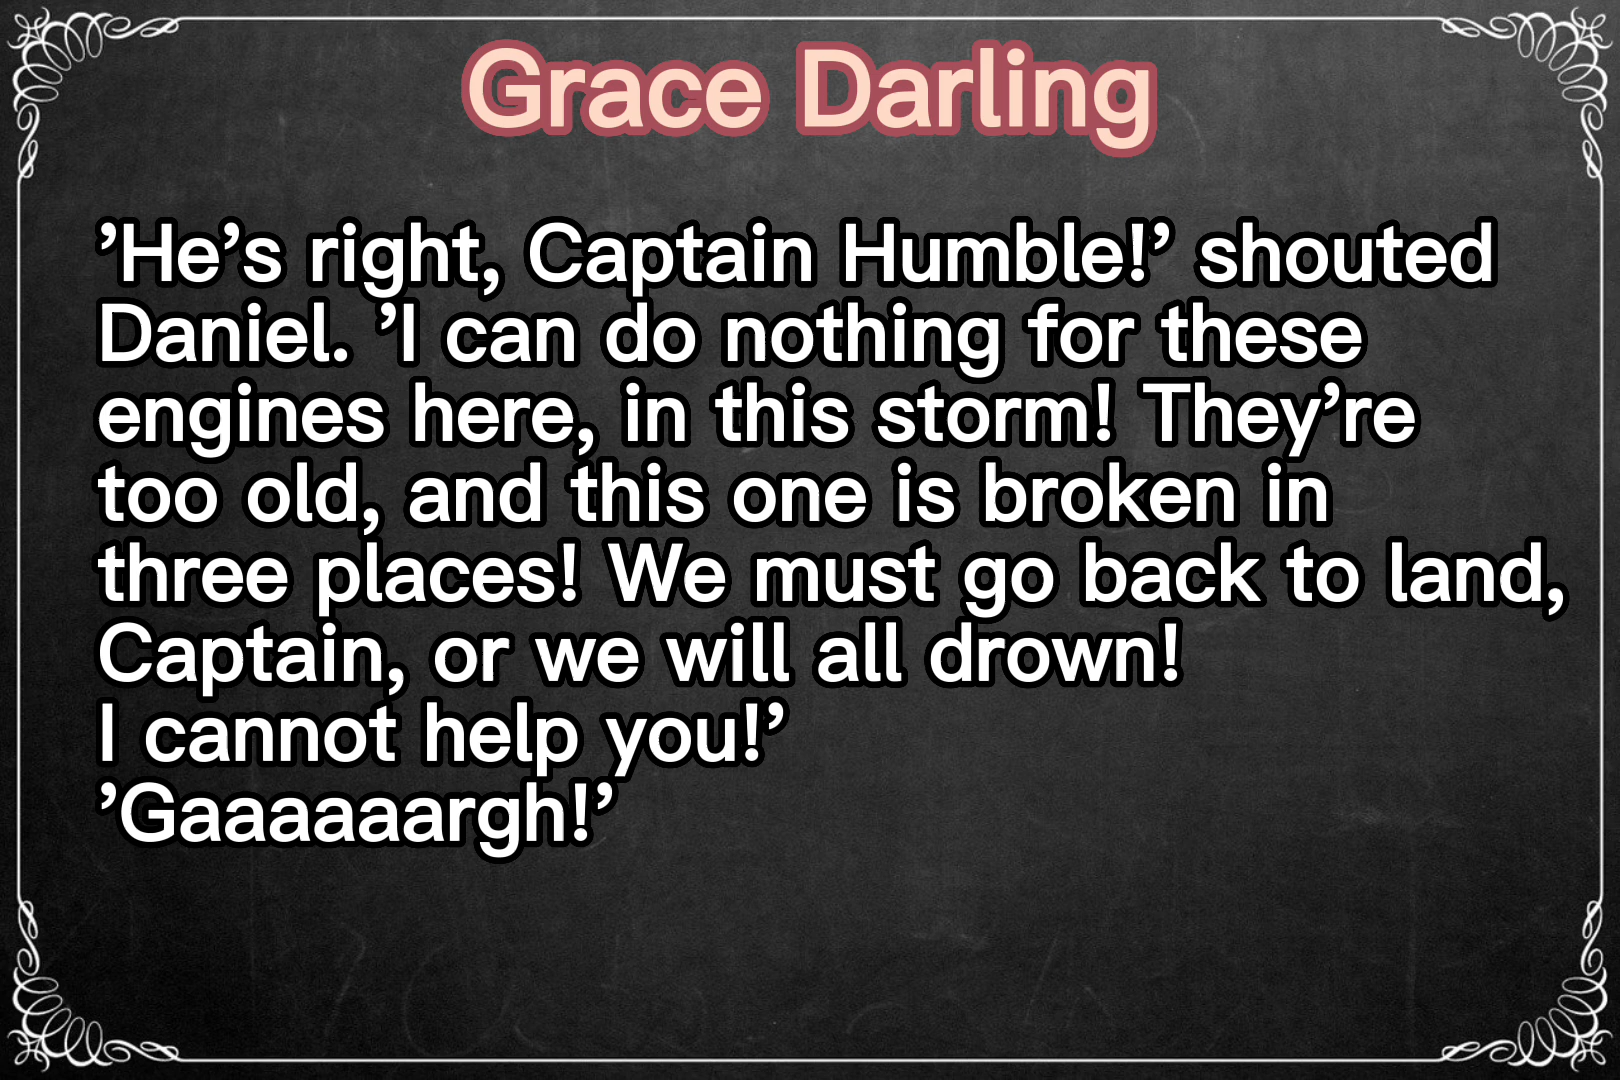 Grace Darling
’He’s right, Captain Humble!’ shouted
Daniel. ’I can do nothing for these
engines here, in this storm! They’re
too old, and this one is broken in
three places! We must go back to land,
Captain, or we will all drown!
I cannot help you!’
’Gaaaaaaargh!’